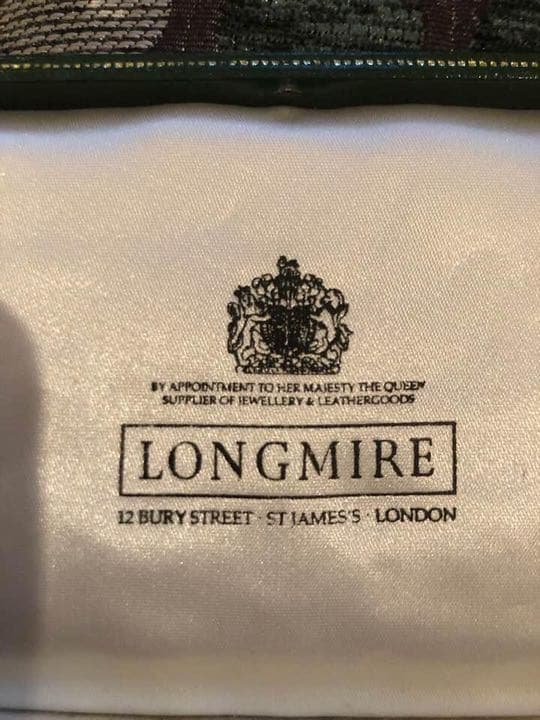 BY APPOINTMENT TO HER MAJESTY THE QUEEN
SUPPLIER OF JEWELLERY & LEATHERGOODS
LONGMIRE
12 BURY STREET · ST JAMES'S · LONDON